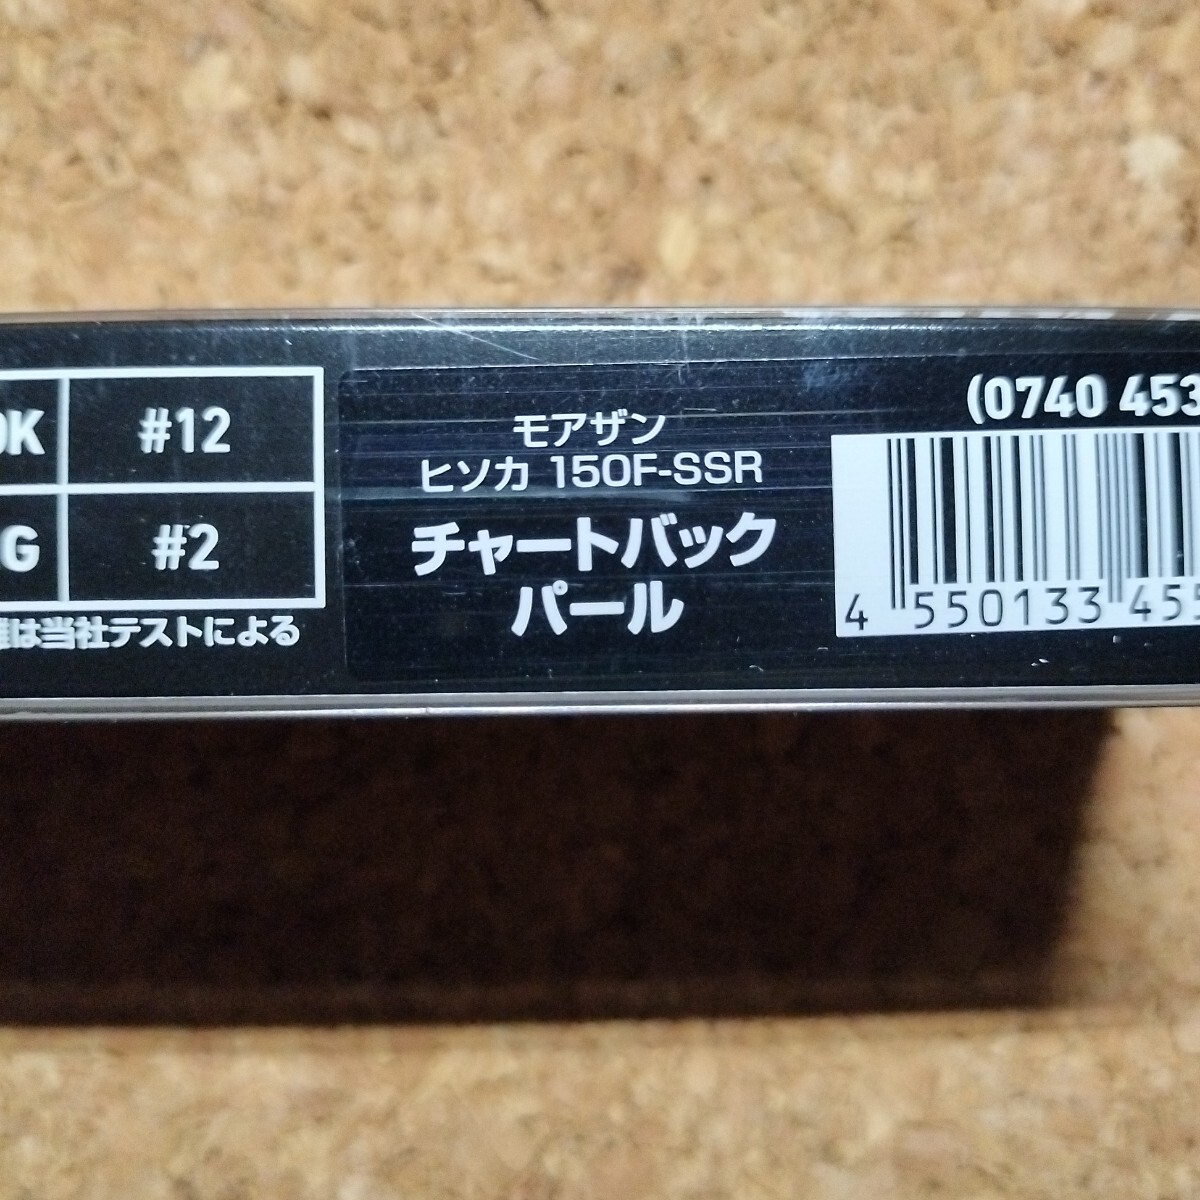 #12
#2
は当社テストによる
モアザン
ヒソカ 150F-SSR
チャートバック
パール
(0740 453
4 550133 455